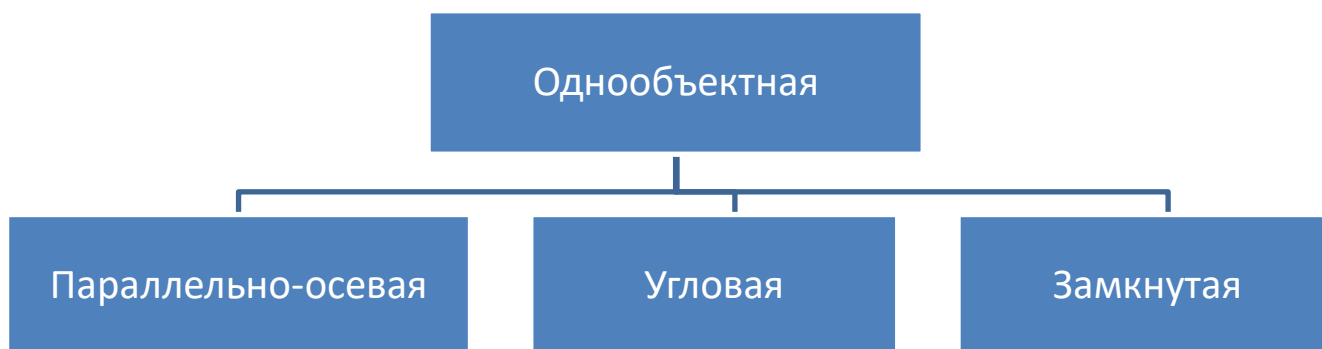 Однообъектная
Параллельно-осевая
Угловая
Замкнутая